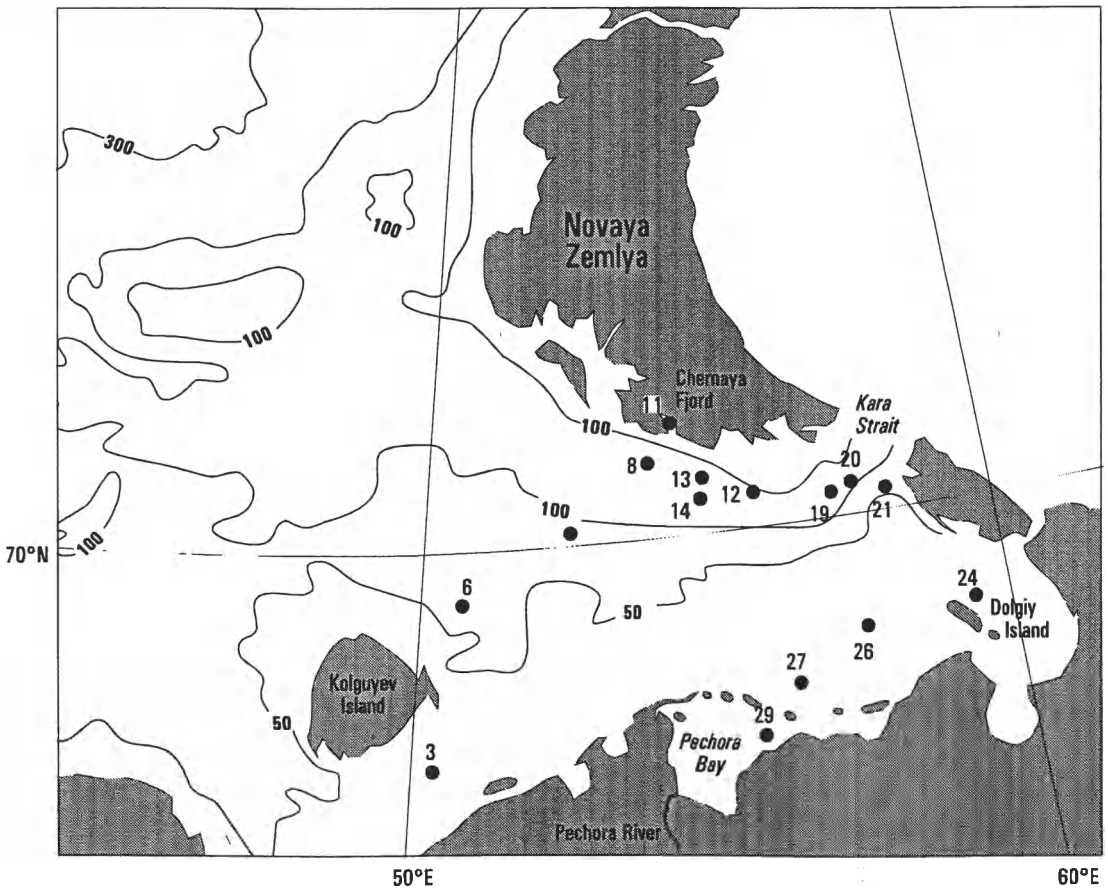 300
100
Novaya
Zemlya
100
Chernaya
Fjord
11
100
Kara
Strait
8
13
20
12
14
19
21
100
100
70°N
6
50
24
Dolgiy
Island
26
27
Kolguyev
Island
50
29
Pechora
Bay
3
Pechora River
50°E
60°E